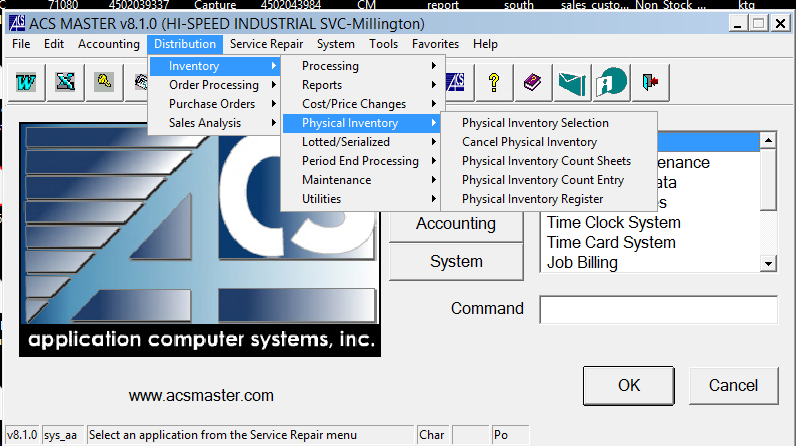 71080 4502039337 Capture 4502043984 CM report south sales_custo... Non_Stock_... ktg
ACS MASTER v8.1.0 (HI-SPEED INDUSTRIAL SVC-Millington)
File Edit Accounting Distribution Service Repair System Tools Favorites Help
Inventory
Order Processing
Purchase Orders
Sales Analysis
Processing
Reports
Cost/Price Changes
Physical Inventory
Lotted/Serialized
Period End Processing
Maintenance
Utilities
Physical Inventory Selection
Cancel Physical Inventory
Physical Inventory Count Sheets
Physical Inventory Count Entry
Physical Inventory Register
ACS
application computer systems, inc.
www.acsmaster.com
Accounting
System
enance
ata
es
Time Clock System
Time Card System
Job Billing
Command
OK Cancel
v8.1.0 sys_aa Select an application from the Service Repair menu Char Po